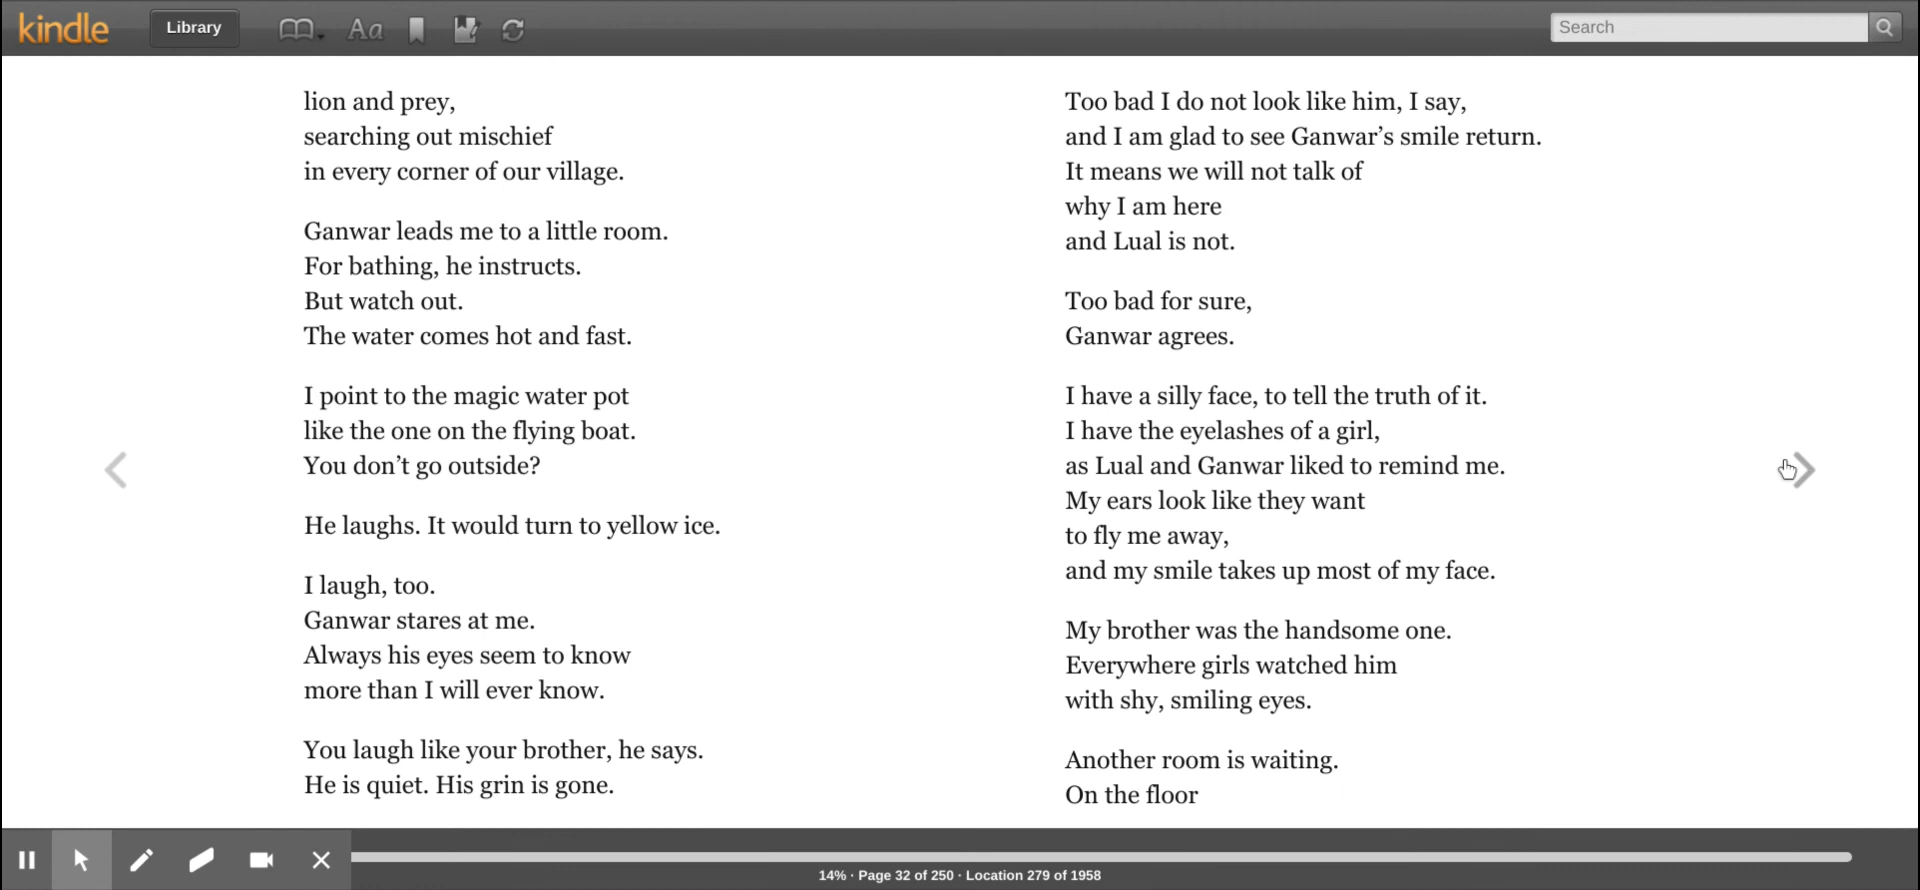 kindle
Library
Aa
Search
lion and prey,
searching out mischief
in every corner of our village.
Ganwar leads me to a little room.
For bathing, he instructs.
But watch out.
The water comes hot and fast.
I point to the magic water pot
like the one on the flying boat.
You don’t go outside?
He laughs. It would turn to yellow ice.
I laugh, too.
Ganwar stares at me.
Always his eyes seem to know
more than I will ever know.
You laugh like your brother, he says.
He is quiet. His grin is gone.
Too bad I do not look like him, I say,
and I am glad to see Ganwar’s smile return.
It means we will not talk of
why I am here
and Lual is not.
Too bad for sure,
Ganwar agrees.
I have a silly face, to tell the truth of it.
I have the eyelashes of a girl,
as Lual and Ganwar liked to remind me.
My ears look like they want
to fly me away,
and my smile takes up most of my face.
My brother was the handsome one.
Everywhere girls watched him
with shy, smiling eyes.
Another room is waiting.
On the floor
14% · Page 32 of 250 · Location 279 of 1958